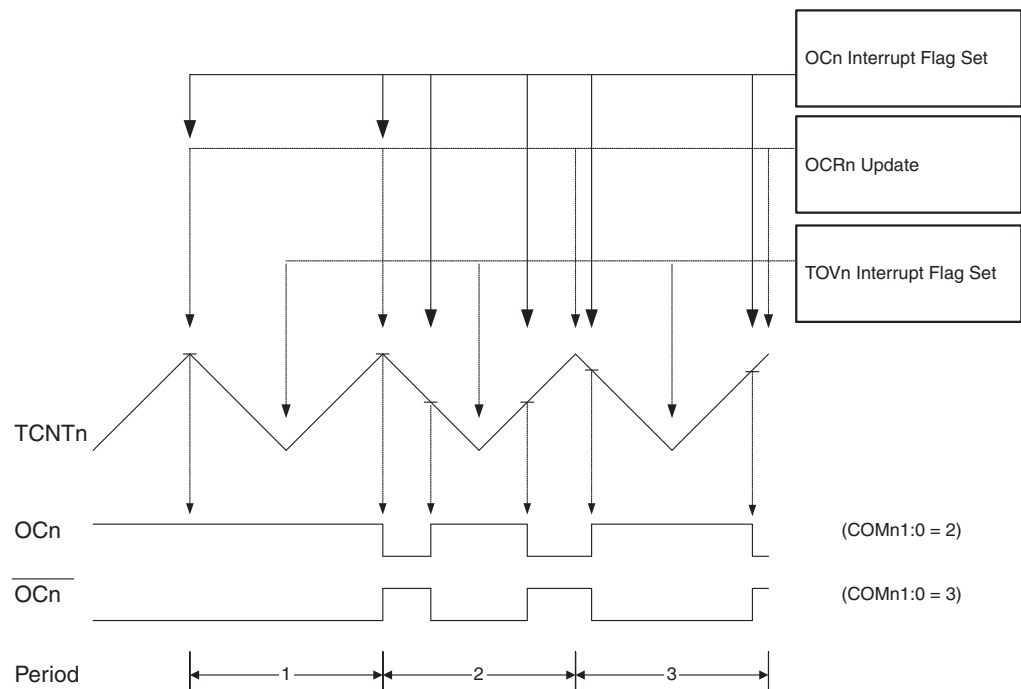 OCn Interrupt Flag Set
OCRn Update
TOVn Interrupt Flag Set
TCNTn
OCn
(COMn1:0 = 2)
OCn
(COMn1:0 = 3)
Period
1
2
3